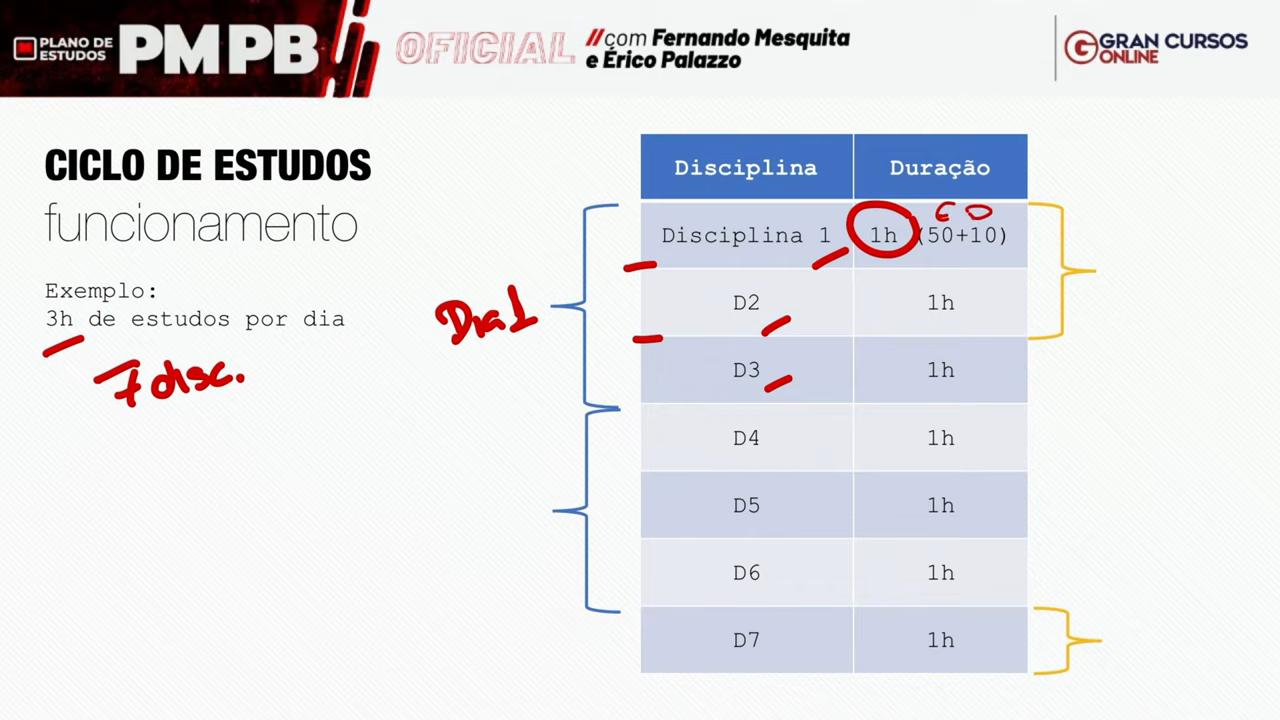 PLANO DE
ESTUDOS
PMPB
OFICIAL
//com Fernando Mesquita
e Érico Palazzo
GRAN CURSOS
ONLINE
CICLO DE ESTUDOS
funcionamento
Exemplo:
3h de estudos por dia
7 disc.
Dia 1
Disciplina Duração
E D
Disciplina 1 1h (50+10)
D2 1h
D3 1h
D4 1h
D5 1h
D6 1h
D7 1h